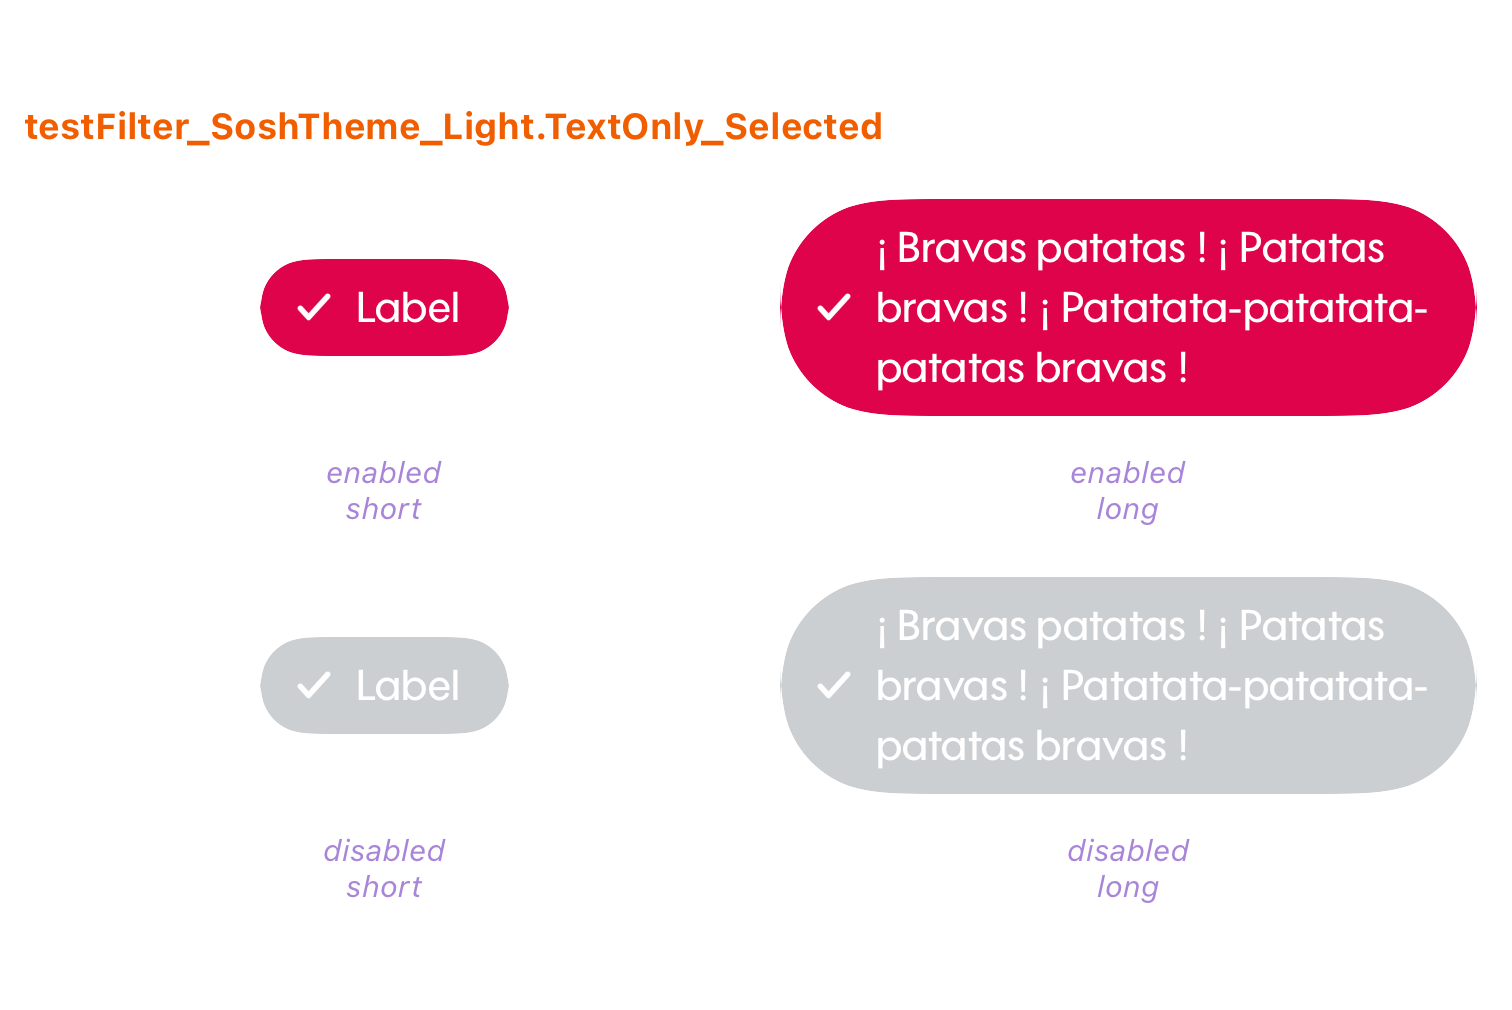 testFilter_SoshTheme_Light.TextOnly_Selected
Label
¡ Bravas patatas ! ¡ Patatas
bravas ! ¡ Patatata-patatata-
patatas bravas !
enabled
short
enabled
long
Label
¡ Bravas patatas ! ¡ Patatas
bravas ! ¡ Patatata-patatata-
patatas bravas !
disabled
short
disabled
long